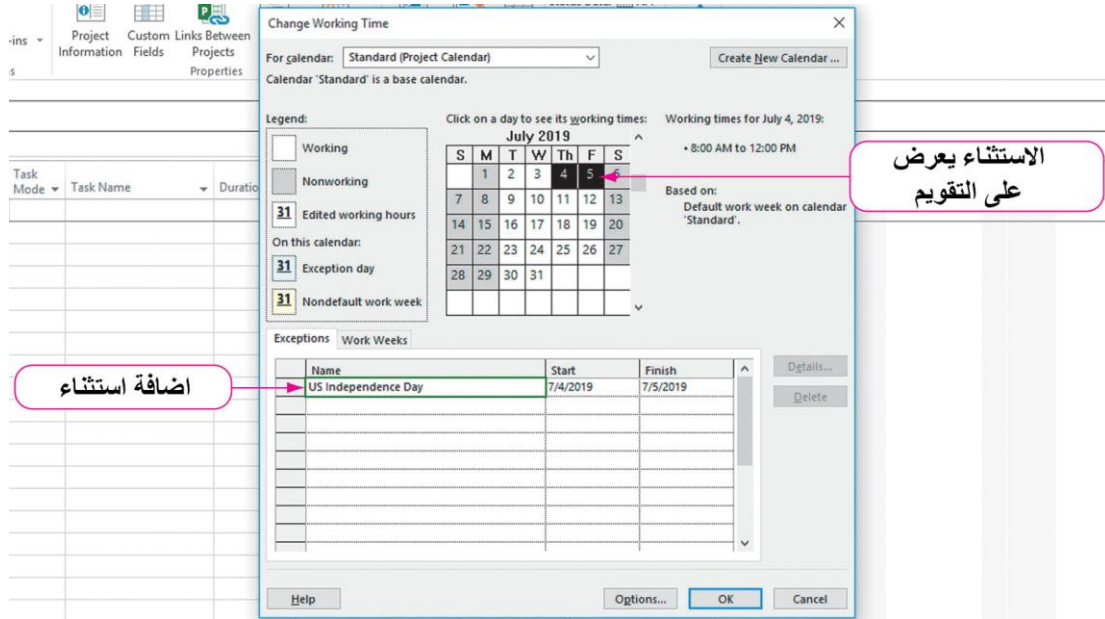 -ins
Project Information
Custom Fields
Links Between Projects
Properties
Change Working Time
For calendar: Standard (Project Calendar)
Create New Calendar ...
Calendar 'Standard' is a base calendar.
Legend:
Working
Nonworking
31 Edited working hours
On this calendar:
31 Exception day
31 Nondefault work week
Click on a day to see its working times:
July 2019
S M T W Th F S
1 2 3 4 5 6
7 8 9 10 11 12 13
14 15 16 17 18 19 20
21 22 23 24 25 26 27
28 29 30 31
Working times for July 4, 2019:
• 8:00 AM to 12:00 PM
Based on:
Default work week on calendar
'Standard'.
الاستثناء يعرض
على التقويم
Task Mode
Task Name
Duratio
Exceptions Work Weeks
Name Start Finish
US Independence Day 7/4/2019 7/5/2019
Details...
Delete
اضافة استثناء
Help
Options...
OK
Cancel